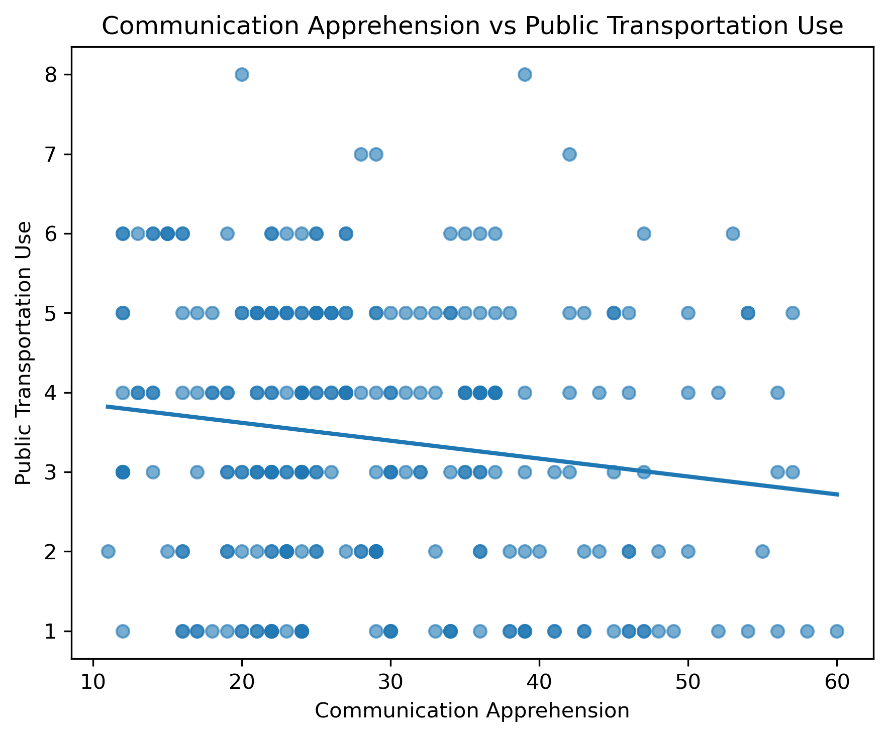 Communication Apprehension vs Public Transportation Use
Public Transportation Use
8
7
6
5
4
3
2
1
10 20 30 40 50 60
Communication Apprehension